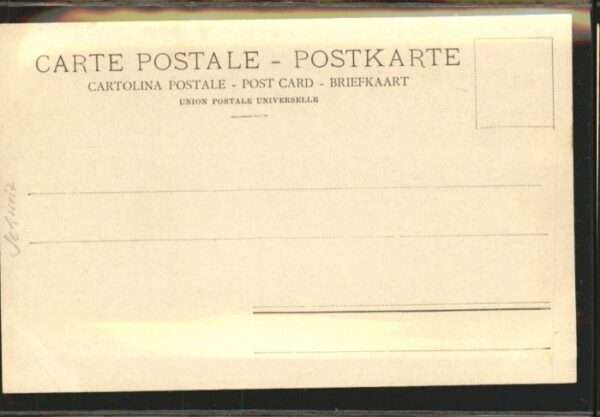 CARTE POSTALE - POSTKARTE
CARTOLINA POSTALE - POST CARD - BRIEFKAART
UNION POSTALE UNIVERSELLE